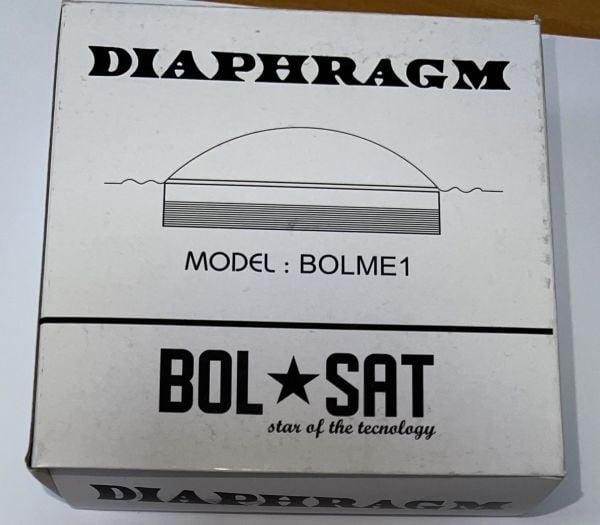 DIAPHRAGM
MODEL : BOLME1
BOL★SAT
star of the tecnology
DIAPHRAGM